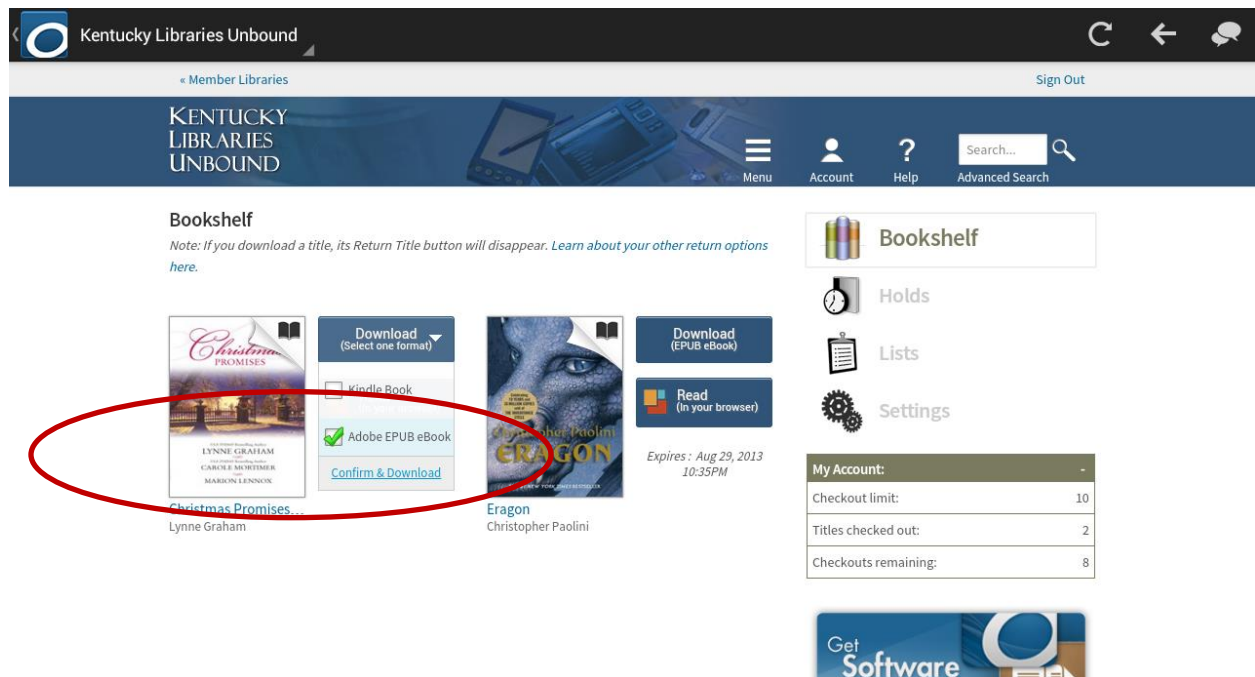 Kentucky Libraries Unbound
« Member Libraries
Sign Out
KENTUCKY
LIBRARIES
UNBOUND
Menu
Account
?
Help
Search...
Advanced Search
Bookshelf
Note: If you download a title, its Return Title button will disappear. Learn about your other return options
here.
Christmas
PROMISES
LYNNE GRAHAM
CAROLE MORTIMER
MARION LENNOX
Download
(Select one format)
Kindle Book
Adobe EPUB eBook
Confirm & Download
Christmas Promises...
Lynne Graham
Christopher Paolini
ERAGON
Download
(EPUB eBook)
Read
(in your browser)
Expires : Aug 29, 2013
10:35PM
Eragon
Christopher Paolini
Bookshelf
Holds
Lists
Settings
My Account: -
Checkout limit: 10
Titles checked out: 2
Checkouts remaining: 8
Get
Software